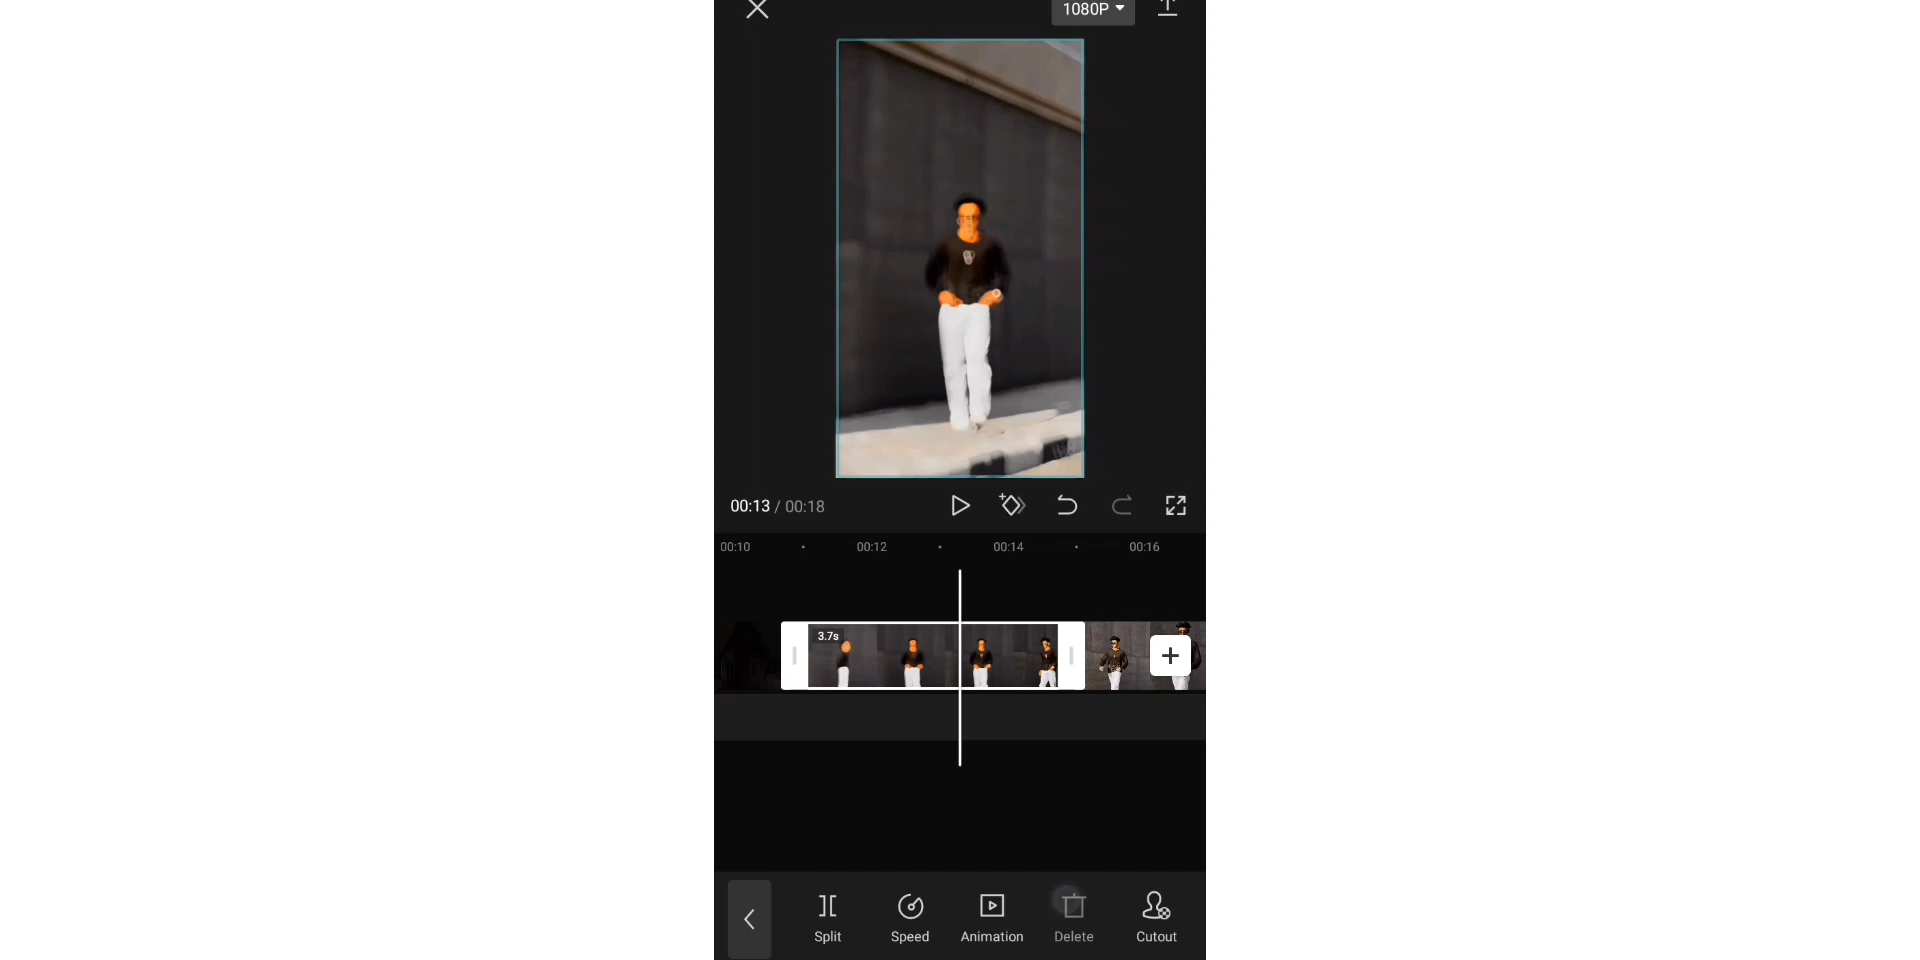 1080P
00:13 / 00:18
00:10 00:12 00:14 00:16
3.7s
Split Speed Animation Delete Cutout